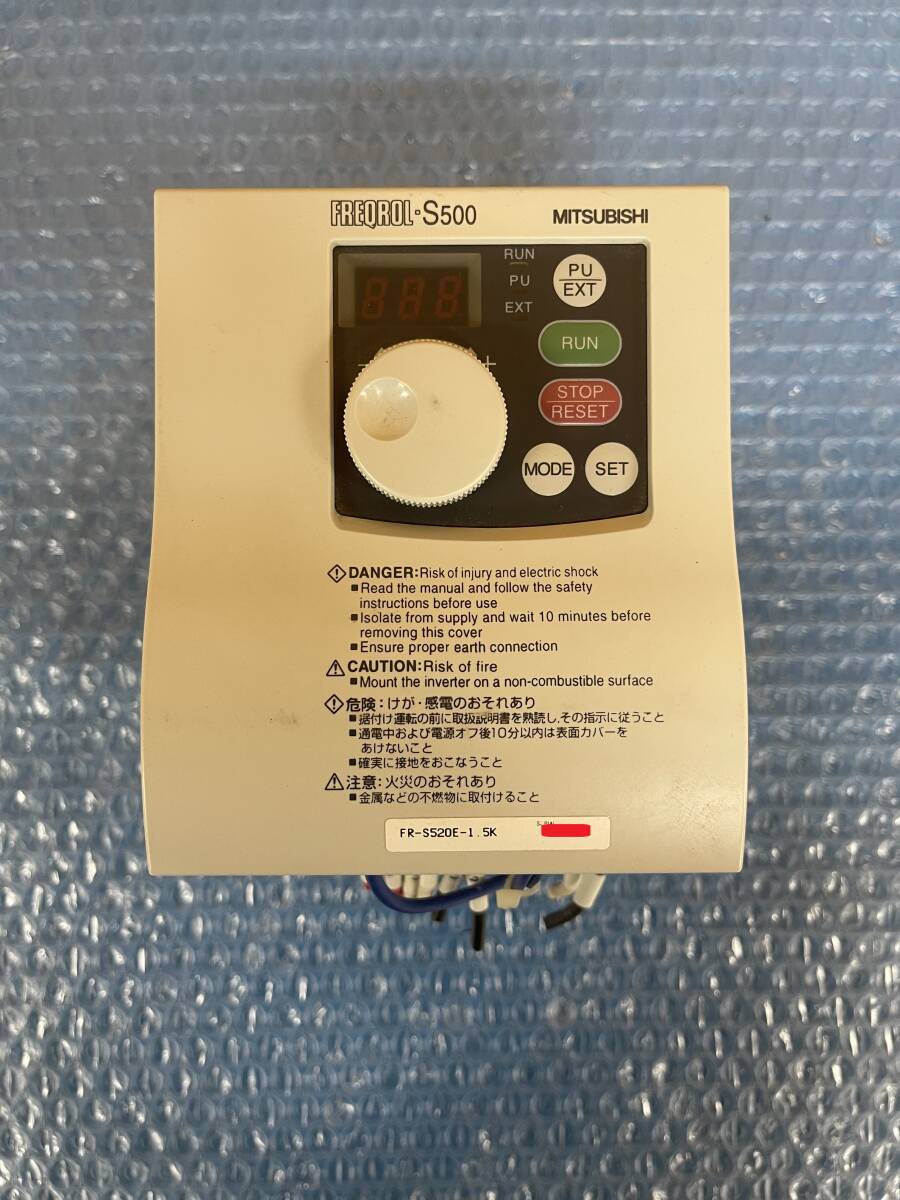 FREQROL-S500
MITSUBISHI
RUN
PU
EXT
PU
EXT
RUN
- +
STOP
RESET
MODE
SET
DANGER:Risk of injury and electric shock
■Read the manual and follow the safety
instructions before use
■Isolate from supply and wait 10 minutes before
removing this cover
■Ensure proper earth connection
CAUTION:Risk of fire
■Mount the inverter on a non-combustible surface
危険:けが・感電のおそれあり
■据付け運転の前に取扱説明書を熟読し,その指示に従うこと
■通電中および電源オフ後10分以内は表面カバーを
あけないこと
■確実に接地をおこなうこと
注意:火災のおそれあり
■金属などの不燃物に取付けること
FR-S520E-1.5K